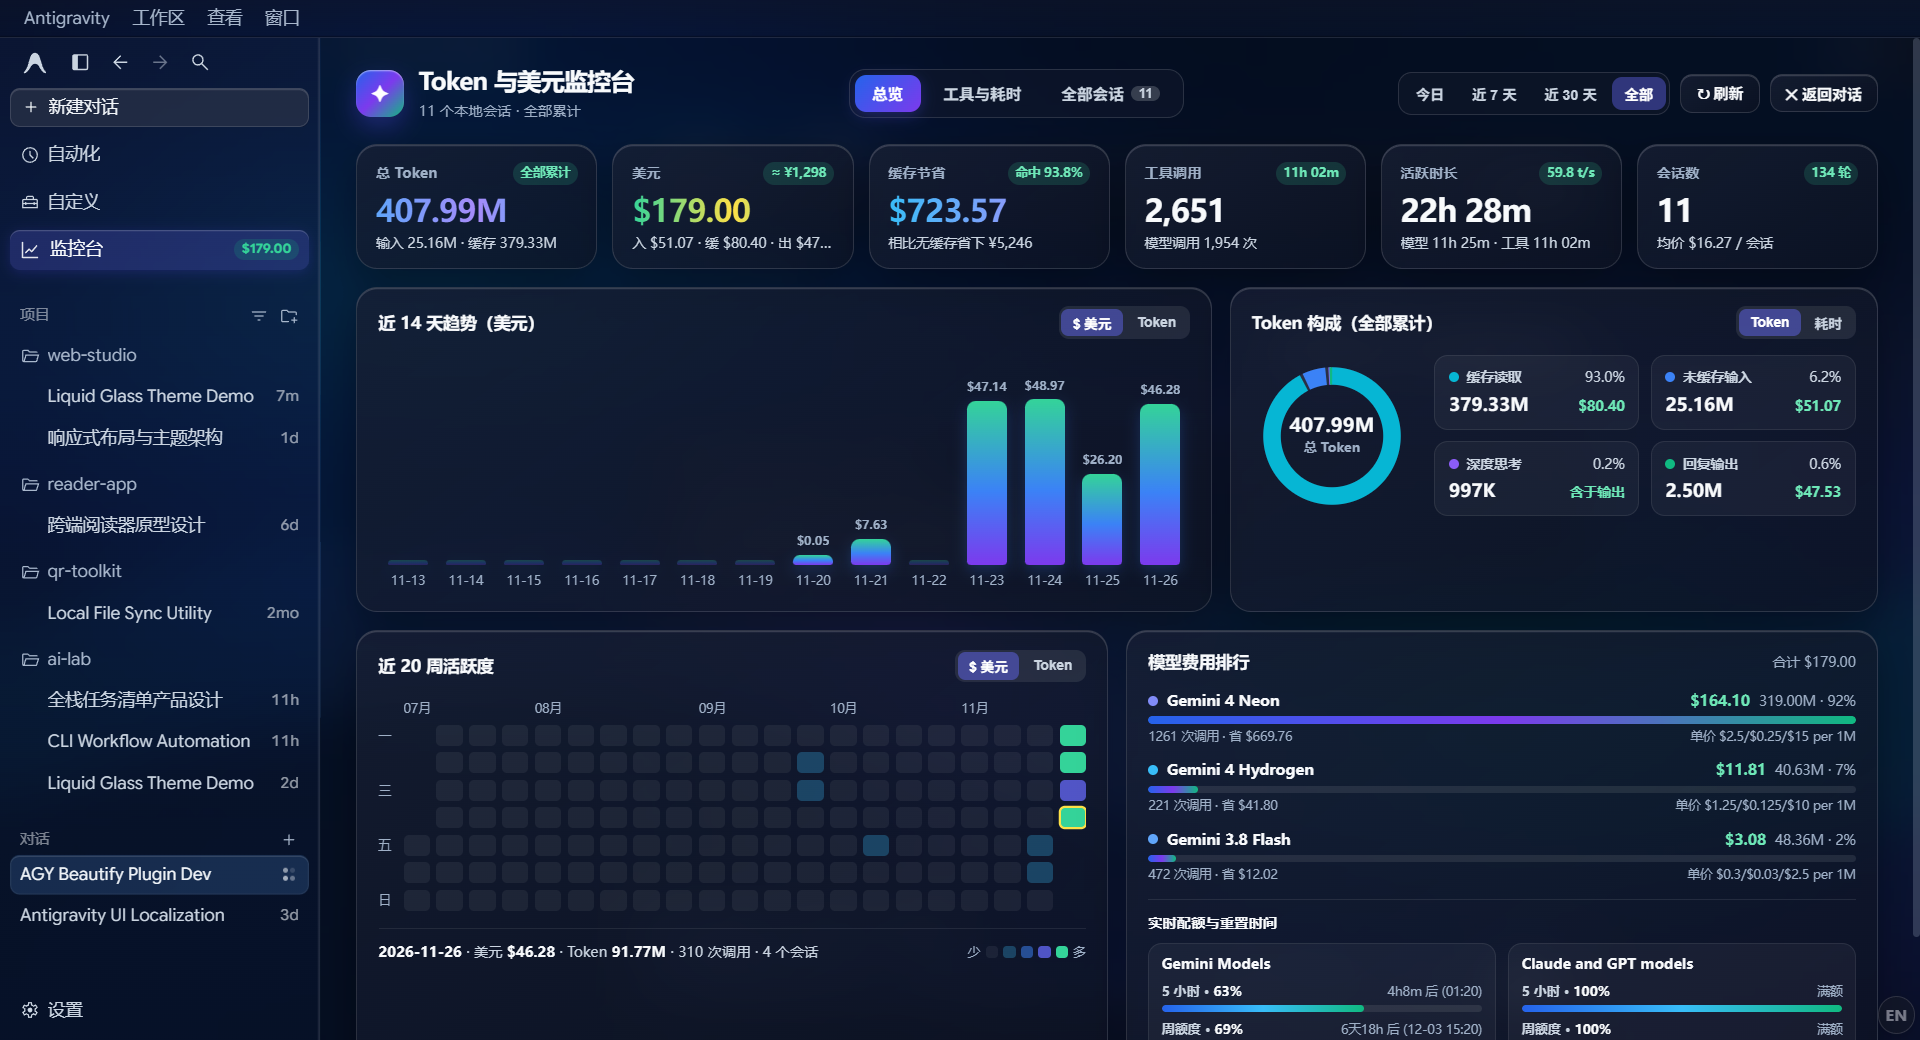 Antigravity 工作区 查看 窗口
新建对话
自动化
自定义
监控台 $179.00
项目
web-studio
Liquid Glass Theme Demo 7m
响应式布局与主题架构 1d
reader-app
跨端阅读器原型设计 6d
qr-toolkit
Local File Sync Utility 2mo
ai-lab
全栈任务清单产品设计 11h
CLI Workflow Automation 11h
Liquid Glass Theme Demo 2d
对话
AGY Beautify Plugin Dev
Antigravity UI Localization 3d
设置
Token 与美元监控台
11 个本地会话 · 全部累计
总览 工具与耗时 全部会话 11
今日 近 7 天 近 30 天 全部 ↻ 刷新 ✕ 返回对话
总 Token 全部累计
407.99M
输入 25.16M · 缓存 379.33M
美元 ≈ ¥1,298
$179.00
入 $51.07 · 缓 $80.40 · 出 $47...
缓存节省 命中 93.8%
$723.57
相比无缓存省下 ¥5,246
工具调用 11h 02m
2,651
模型调用 1,954 次
活跃时长 59.8 t/s
22h 28m
模型 11h 25m · 工具 11h 02m
会话数 134 轮
11
均价 $16.27 / 会话
近 14 天趋势（美元） $ 美元 Token
$0.05 $7.63 $47.14 $48.97 $26.20 $46.28
11-13 11-14 11-15 11-16 11-17 11-18 11-19 11-20 11-21 11-22 11-23 11-24 11-25 11-26
Token 构成（全部累计） Token 耗时
407.99M
总 Token
缓存读取 93.0%
379.33M $80.40
未缓存输入 6.2%
25.16M $51.07
深度思考 0.2%
997K 含于输出
回复输出 0.6%
2.50M $47.53
近 20 周活跃度 $ 美元 Token
07月 08月 09月 10月 11月
一
三
五
日
2026-11-26 · 美元 $46.28 · Token 91.77M · 310 次调用 · 4 个会话 少 多
模型费用排行 合计 $179.00
Gemini 4 Neon $164.10 319.00M · 92%
1261 次调用 · 省 $669.76 单价 $2.5/$0.25/$15 per 1M
Gemini 4 Hydrogen $11.81 40.63M · 7%
221 次调用 · 省 $41.80 单价 $1.25/$0.125/$10 per 1M
Gemini 3.8 Flash $3.08 48.36M · 2%
472 次调用 · 省 $12.02 单价 $0.3/$0.03/$2.5 per 1M
实时配额与重置时间
Gemini Models
5 小时 • 63% 4h8m 后 (01:20)
周额度 • 69% 6天18h 后 (12-03 15:20)
Claude and GPT models
5 小时 • 100% 满额
周额度 • 100% 满额
EN